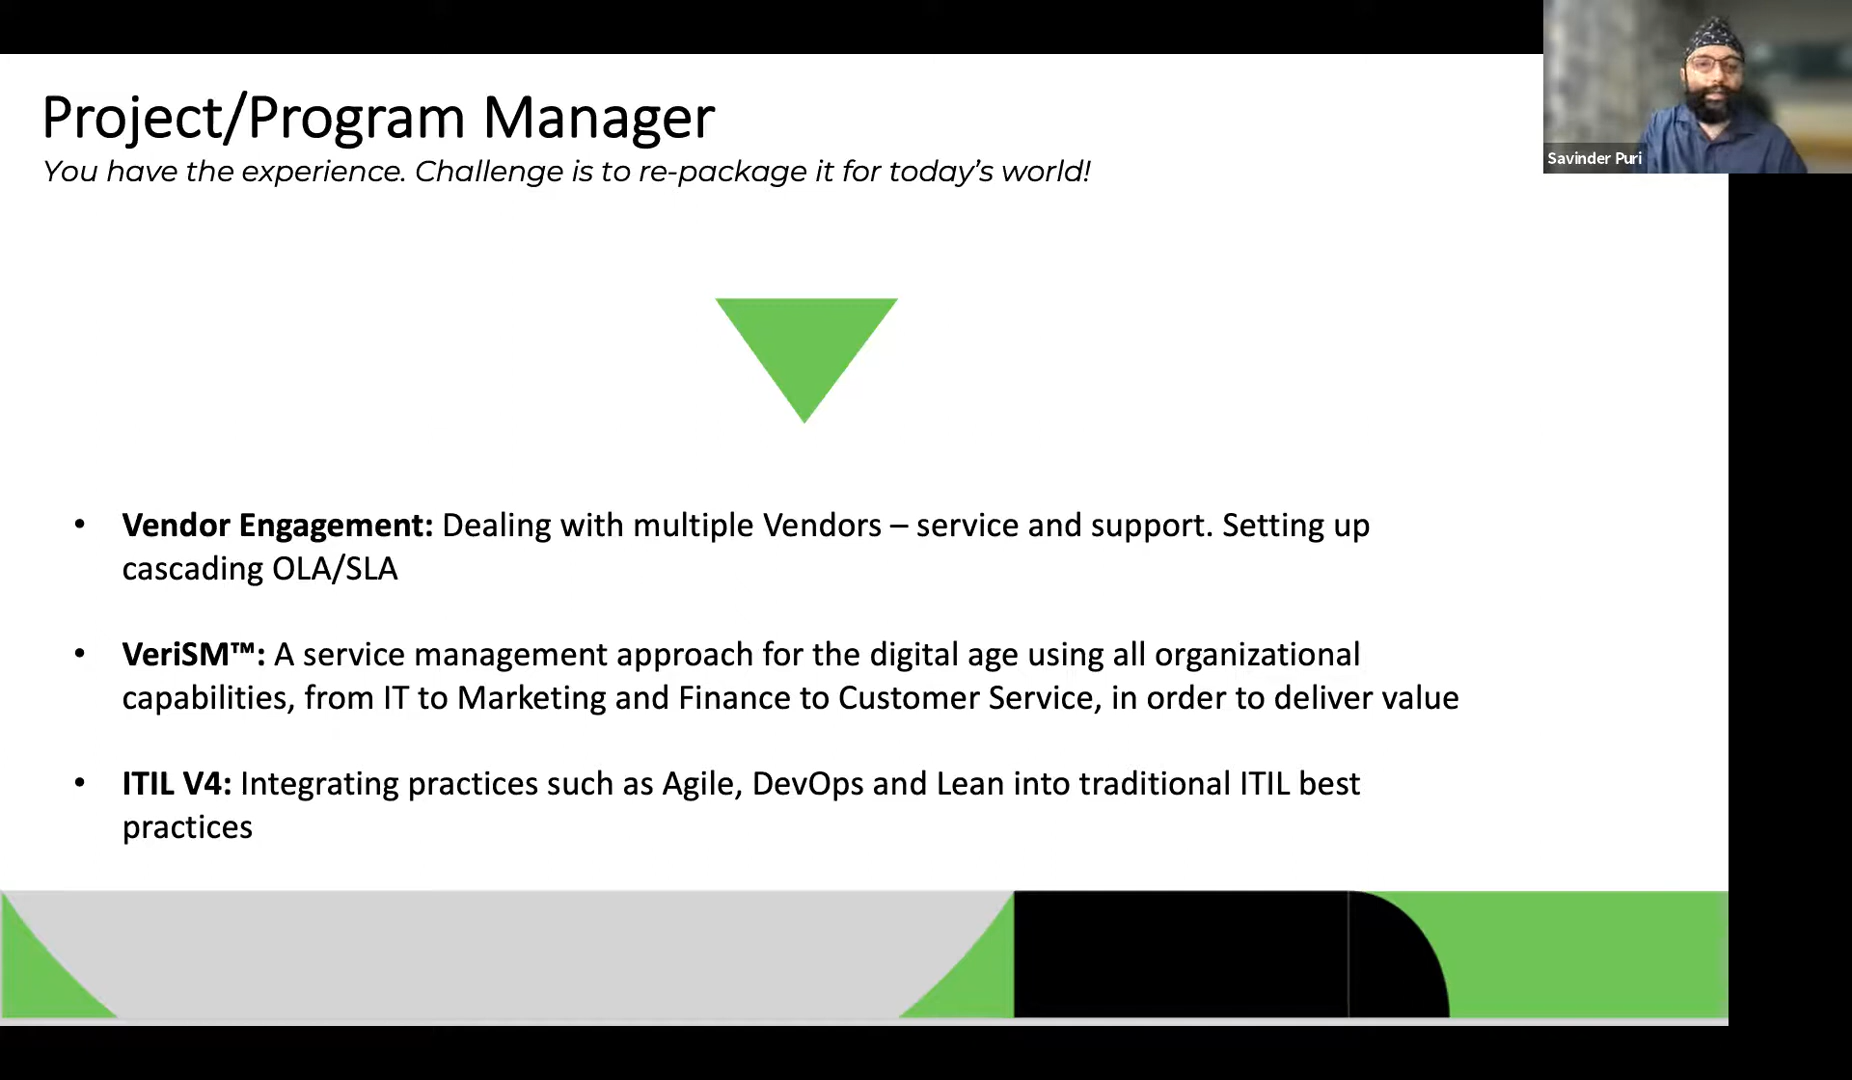 Project/Program Manager
You have the experience. Challenge is to re-package it for today’s world!
Savinder Puri
• Vendor Engagement: Dealing with multiple Vendors – service and support. Setting up
cascading OLA/SLA
• VeriSM™: A service management approach for the digital age using all organizational
capabilities, from IT to Marketing and Finance to Customer Service, in order to deliver value
• ITIL V4: Integrating practices such as Agile, DevOps and Lean into traditional ITIL best
practices